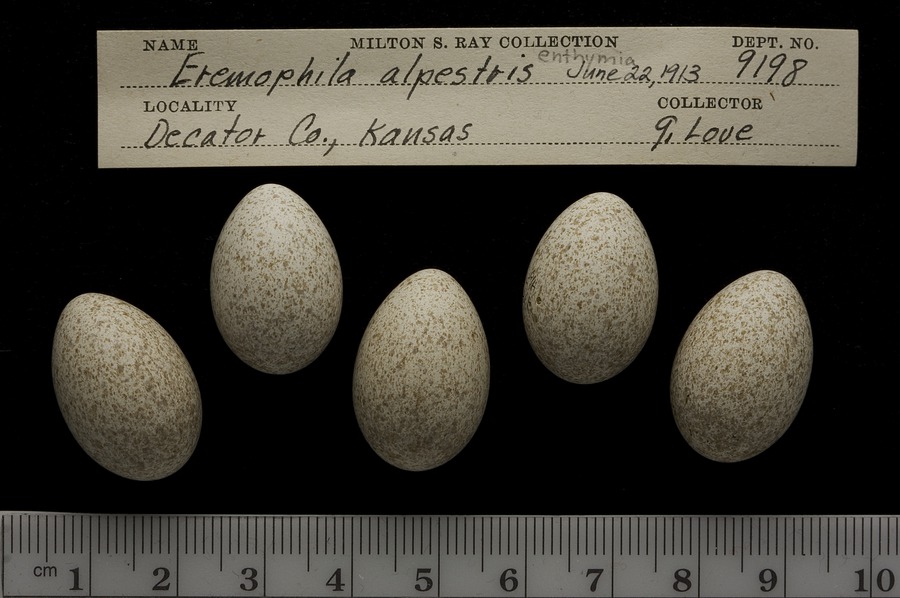 NAME MILTON S. RAY COLLECTION DEPT. NO.
Eremophila alpestris enthymia June 22, 1913 9198
LOCALITY COLLECTOR
Decator Co., Kansas G. Love
cm 1 2 3 4 5 6 7 8 9 10